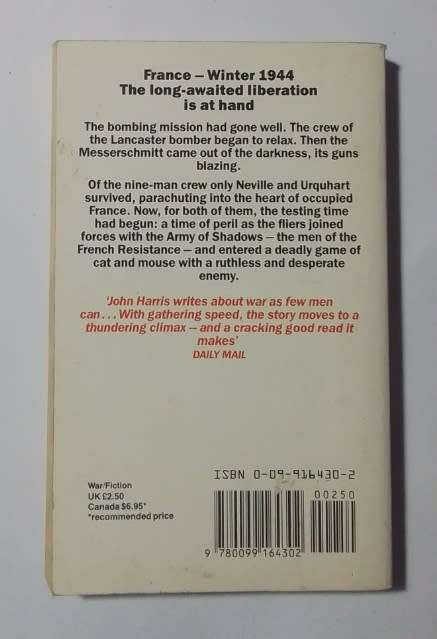 France – Winter 1944
The long-awaited liberation
is at hand
The bombing mission had gone well. The crew of
the Lancaster bomber began to relax. Then the
Messerschmitt came out of the darkness, its guns
blazing.
Of the nine-man crew only Neville and Urquhart
survived, parachuting into the heart of occupied
France. Now, for both of them, the testing time
had begun: a time of peril as the fliers joined
forces with the Army of Shadows – the men of the
French Resistance – and entered a deadly game of
cat and mouse with a ruthless and desperate
enemy.
'John Harris writes about war as few men
can . . . With gathering speed, the story moves to a
thundering climax – and a cracking good read it
makes'
DAILY MAIL
ISBN 0-09-916430-2
War/Fiction
UK £2.50
Canada $6.95*
*recommended price
00250
9 780099 164302